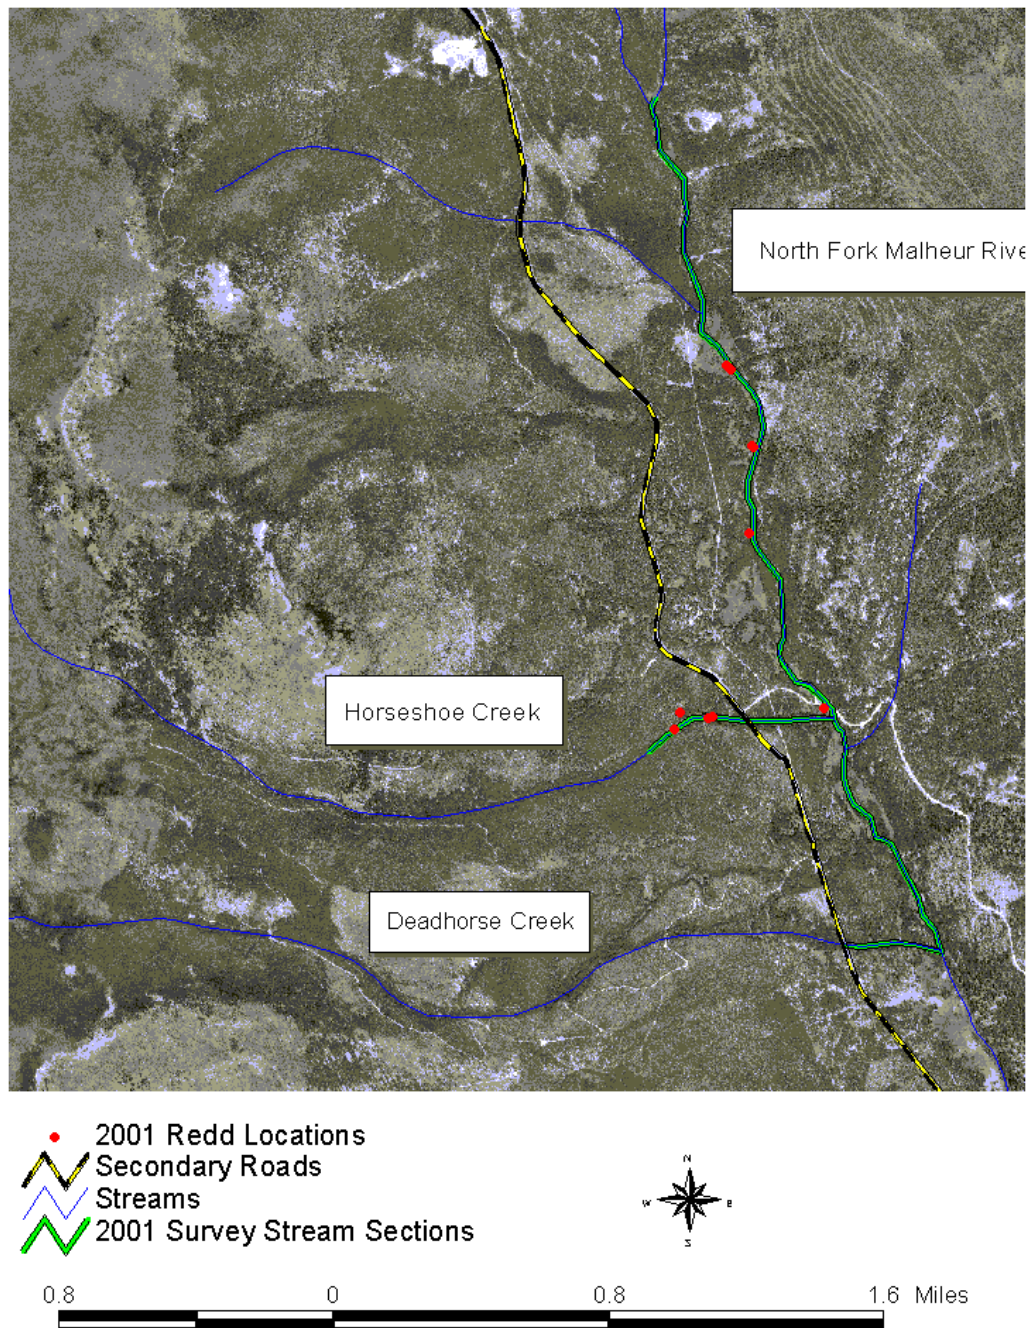 North Fork Malheur Rive
Horseshoe Creek
Deadhorse Creek
2001 Redd Locations
Secondary Roads
Streams
2001 Survey Stream Sections
N
W E
S
0.8 0 0.8 1.6 Miles